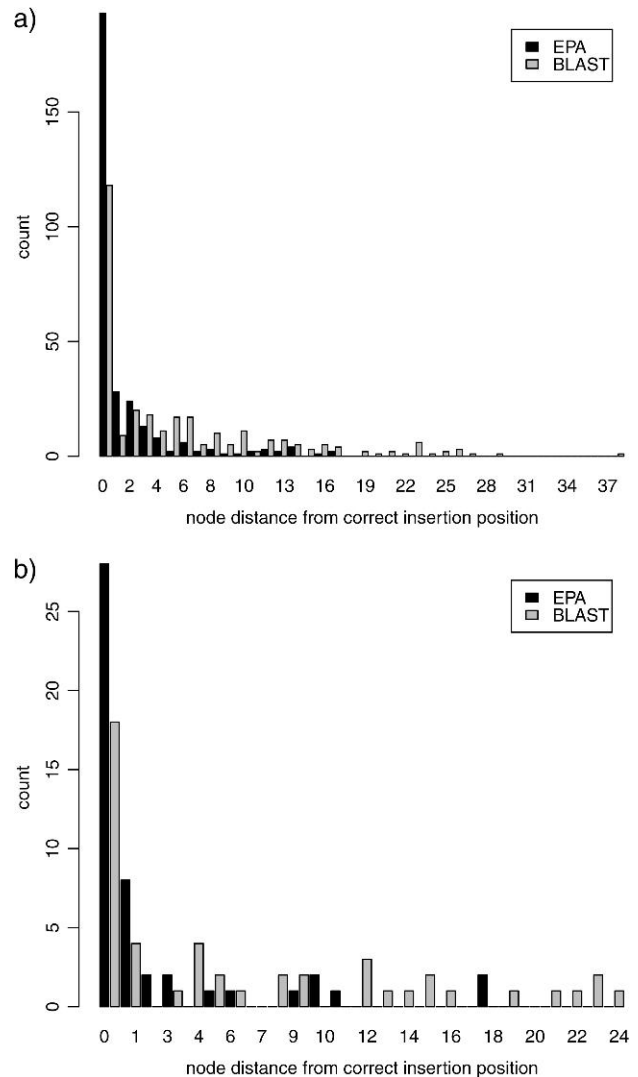 a)
EPA
BLAST
150
100
50
0
count
0 2 4 6 8 10 13 16 19 22 25 28 31 34 37
node distance from correct insertion position
b)
EPA
BLAST
25
20
15
10
5
0
count
0 1 3 4 6 7 9 10 12 14 16 18 20 22 24
node distance from correct insertion position